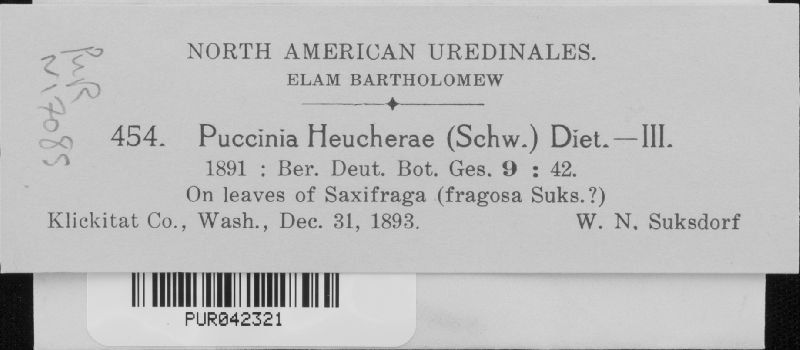 NORTH AMERICAN UREDINALES.
ELAM BARTHOLOMEW
454. Puccinia Heucherae (Schw.) Diet.—III.
1891 : Ber. Deut. Bot. Ges. 9 : 42.
On leaves of Saxifraga (fragosa Suks.?)
Klickitat Co., Wash., Dec. 31, 1893. W. N. Suksdorf
PUR
N17085
PUR042321